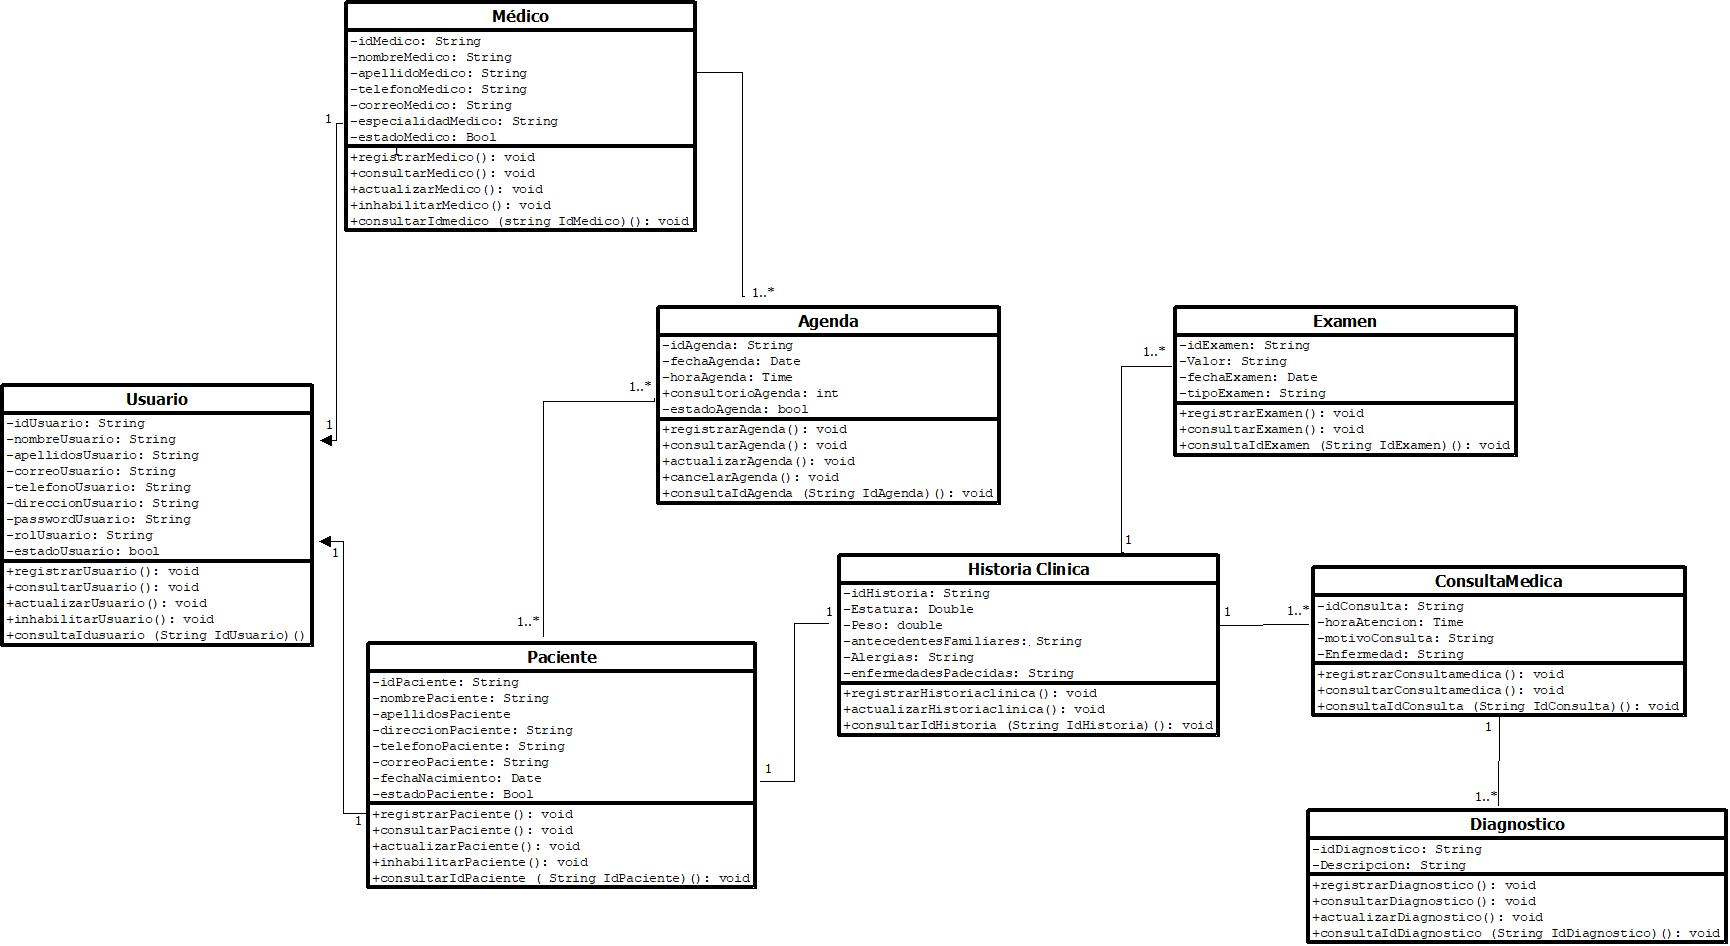 Médico
-idMedico: String
-nombreMedico: String
-apellidoMedico: String
-telefonoMedico: String
-correoMedico: String
-especialidadMedico: String
-estadoMedico: Bool
+registrarMedico(): void
+consultarMedico(): void
+actualizarMedico(): void
+inhabilitarMedico(): void
+consultarIdmedico (string IdMedico)(): void
1
1
1..*
Agenda
-idAgenda: String
-fechaAgenda: Date
-horaAgenda: Time
+consultorioAgenda: int
-estadoAgenda: bool
+registrarAgenda(): void
+consultarAgenda(): void
+actualizarAgenda(): void
+cancelarAgenda(): void
+consultaIdAgenda (String IdAgenda)(): void
1..*
Examen
-idExamen: String
-Valor: String
-fechaExamen: Date
-tipoExamen: String
+registrarExamen(): void
+consultarExamen(): void
+consultaIdExamen (String IdExamen)(): void
1..*
1
Usuario
-idUsuario: String
-nombreUsuario: String
-apellidosUsuario: String
-correoUsuario: String
-telefonoUsuario: String
-direccionUsuario: String
-passwordUsuario: String
-rolUsuario: String
-estadoUsuario: bool
+registrarUsuario(): void
+consultarUsuario(): void
+actualizarUsuario(): void
+inhabilitarUsuario(): void
+consultaIdusuario (String IdUsuario)()
1
1
1
1..*
Paciente
-idPaciente: String
-nombrePaciente: String
-apellidosPaciente
-direccionPaciente: String
-telefonoPaciente: String
-correoPaciente: String
-fechaNacimiento: Date
-estadoPaciente: Bool
+registrarPaciente(): void
+consultarPaciente(): void
+actualizarPaciente(): void
+inhabilitarPaciente(): void
+consultarIdPaciente ( String IdPaciente)(): void
1
1
Historia Clinica
-idHistoria: String
-Estatura: Double
-Peso: double
-antecedentesFamiliares: String
-Alergias: String
-enfermedadesPadecidas: String
+registrarHistoriaclinica(): void
+actualizarHistoriaclinica(): void
+consultarIdHistoria (String IdHistoria)(): void
1
1..*
ConsultaMedica
-idConsulta: String
-horaAtencion: Time
-motivoConsulta: String
-Enfermedad: String
+registrarConsultamedica(): void
+consultarConsultamedica(): void
+consultaIdConsulta (String IdConsulta)(): void
1
1..*
Diagnostico
-idDiagnostico: String
-Descripcion: String
+registrarDiagnostico(): void
+consultarDiagnostico(): void
+actualizarDiagnostico(): void
+consultaIdDiagnostico (String IdDiagnostico)(): void